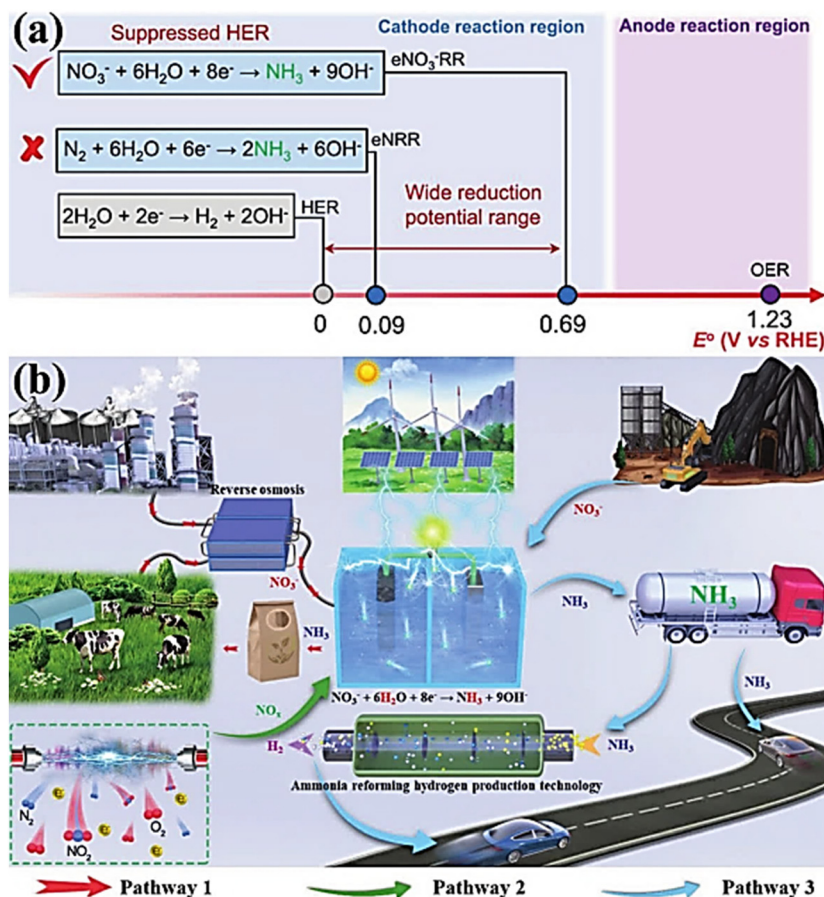 (a)
Suppressed HER
Cathode reaction region
Anode reaction region
NO₃⁻ + 6H₂O + 8e⁻ → NH₃ + 9OH⁻
eNO₃⁻RR
N₂ + 6H₂O + 6e⁻ → 2NH₃ + 6OH⁻
eNRR
2H₂O + 2e⁻ → H₂ + 2OH⁻
HER
Wide reduction
potential range
OER
0
0.09
0.69
1.23
E° (V vs RHE)
(b)
Reverse osmosis
NO₃⁻
NO₃⁻
NH₃
NH₃
NH₃
NH₃
NO₃⁻ + 6H₂O + 8e⁻ → NH₃ + 9OH⁻
NOₓ
H₂
NH₃
NH₃
Ammonia reforming hydrogen production technology
N₂
O₂
NO₂
Pathway 1
Pathway 2
Pathway 3